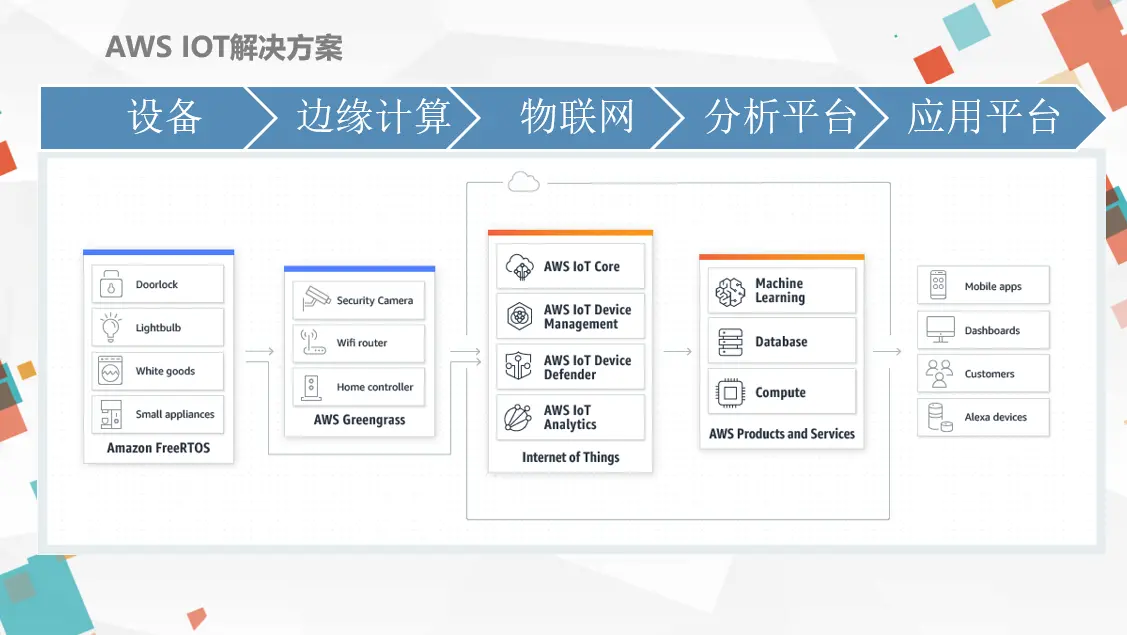 AWS IOT解决方案
设备
边缘计算
物联网
分析平台
应用平台
Doorlock
Lightbulb
White goods
Small appliances
Amazon FreeRTOS
Security Camera
Wifi router
Home controller
AWS Greengrass
AWS IoT Core
AWS IoT Device
Management
AWS IoT Device
Defender
AWS IoT
Analytics
Internet of Things
Machine
Learning
Database
Compute
AWS Products and Services
Mobile apps
Dashboards
Customers
Alexa devices